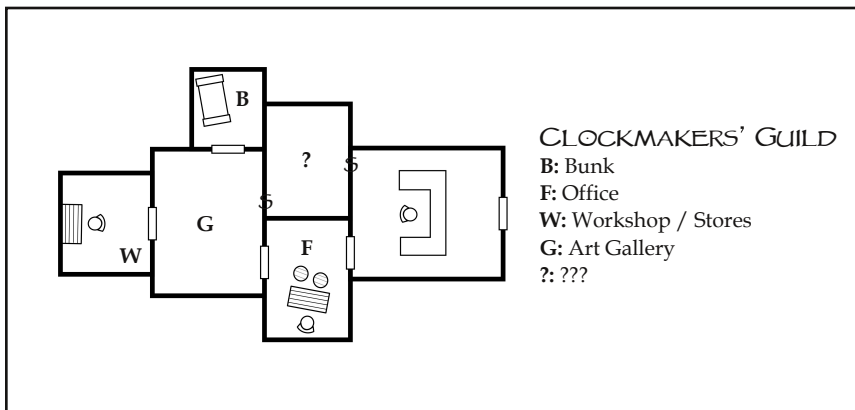 B
?
S
S
G
F
W
CLOCKMAKERS’ GUILD
B: Bunk
F: Office
W: Workshop / Stores
G: Art Gallery
?: ???